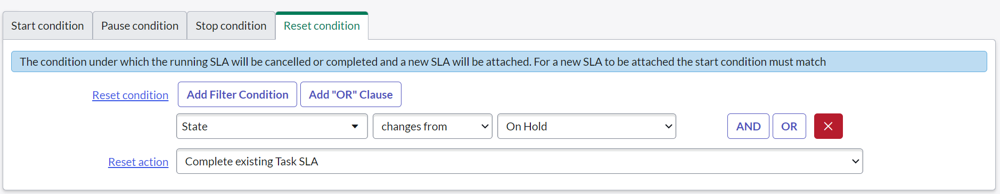 Start condition Pause condition Stop condition Reset condition
The condition under which the running SLA will be cancelled or completed and a new SLA will be attached. For a new SLA to be attached the start condition must match
Reset condition Add Filter Condition Add "OR" Clause
State changes from On Hold AND OR
Reset action Complete existing Task SLA